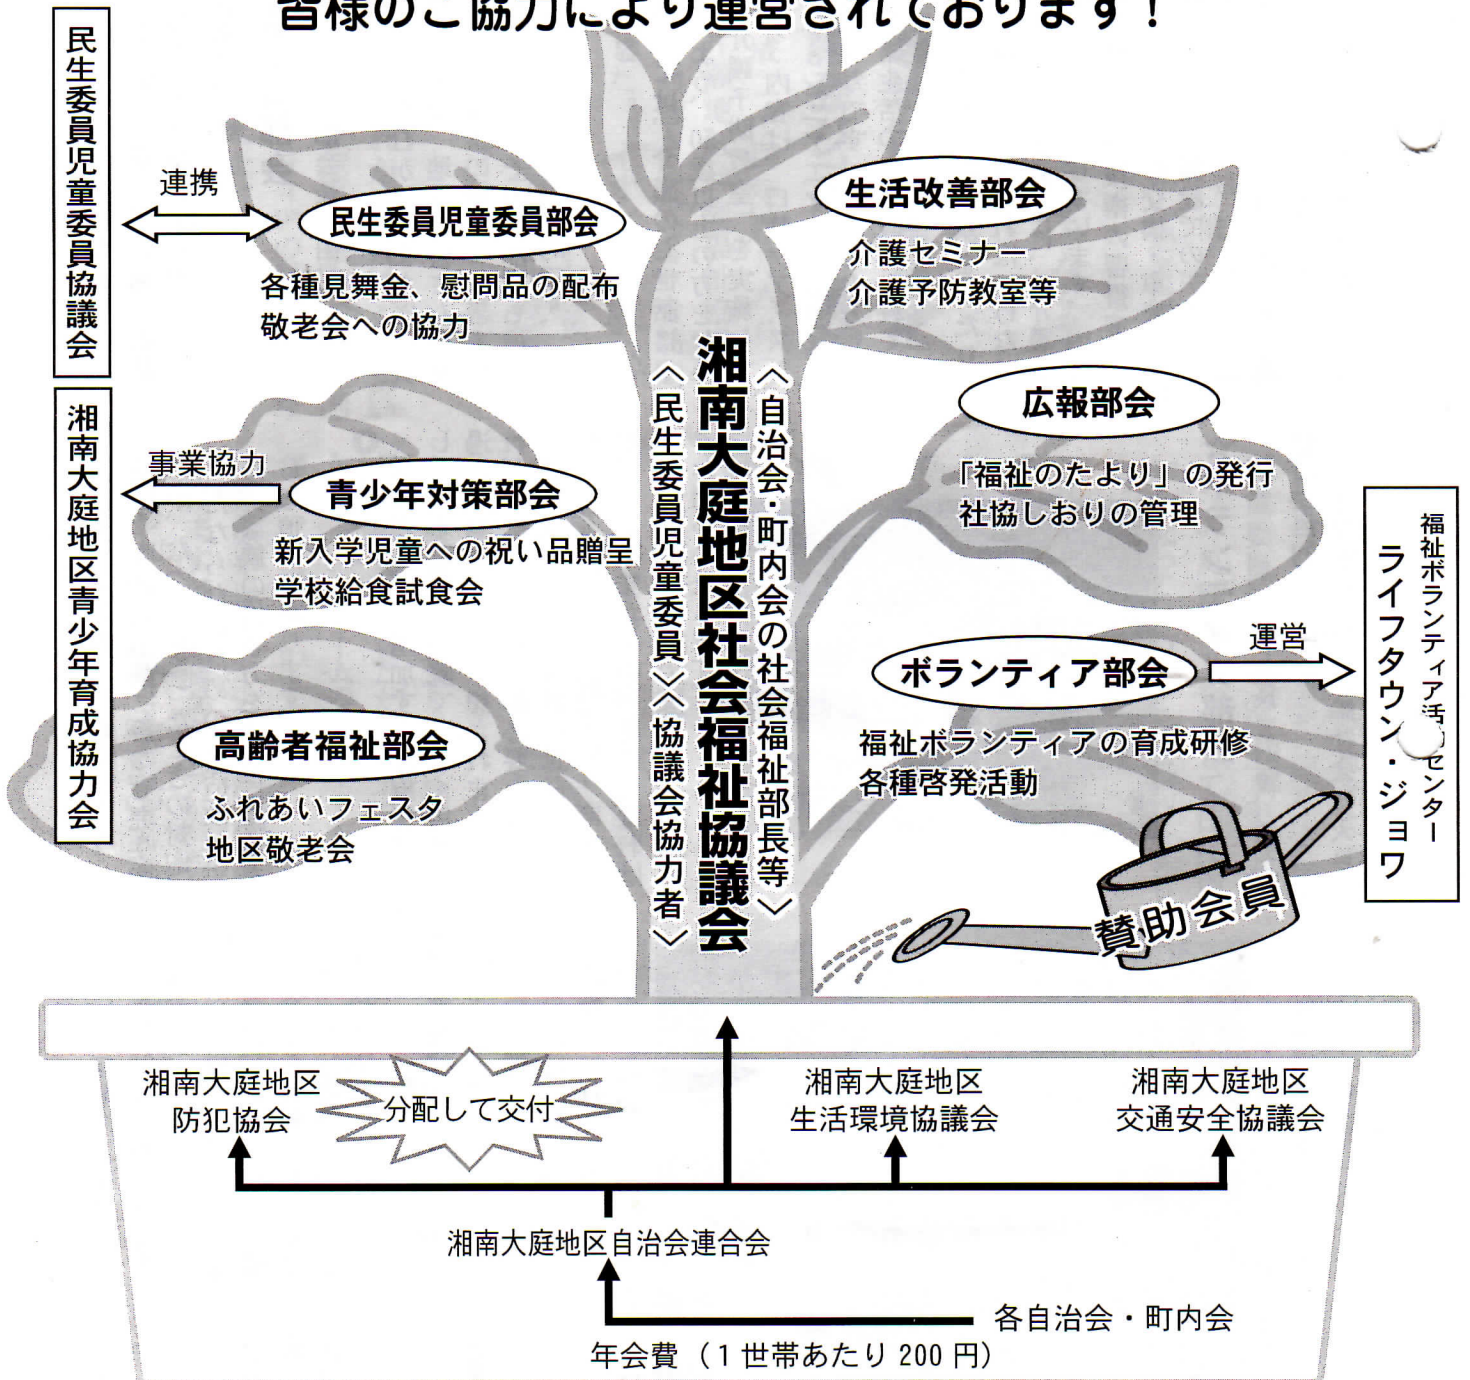 皆様のご協力により運営されております！
民生委員児童委員協議会
連携
民生委員児童委員部会
各種見舞金、慰問品の配布
敬老会への協力
生活改善部会
介護セミナー
介護予防教室等
湘南大庭地区青少年育成協力会
事業協力
青少年対策部会
新入学児童への祝い品贈呈
学校給食試食会
広報部会
「福祉のたより」の発行
社協しおりの管理
高齢者福祉部会
ふれあいフェスタ
地区敬老会
ボランティア部会
福祉ボランティアの育成研修
各種啓発活動
運営
福祉ボランティア活動センター
ライフタウン・ジョワ
〈自治会・町内会の社会福祉部長等〉
湘南大庭地区社会福祉協議会
〈民生委員児童委員〉〈協議会協力者〉
賛助会員
湘南大庭地区
防犯協会
分配して交付
湘南大庭地区
生活環境協議会
湘南大庭地区
交通安全協議会
湘南大庭地区自治会連合会
各自治会・町内会
年会費（１世帯あたり 200 円）